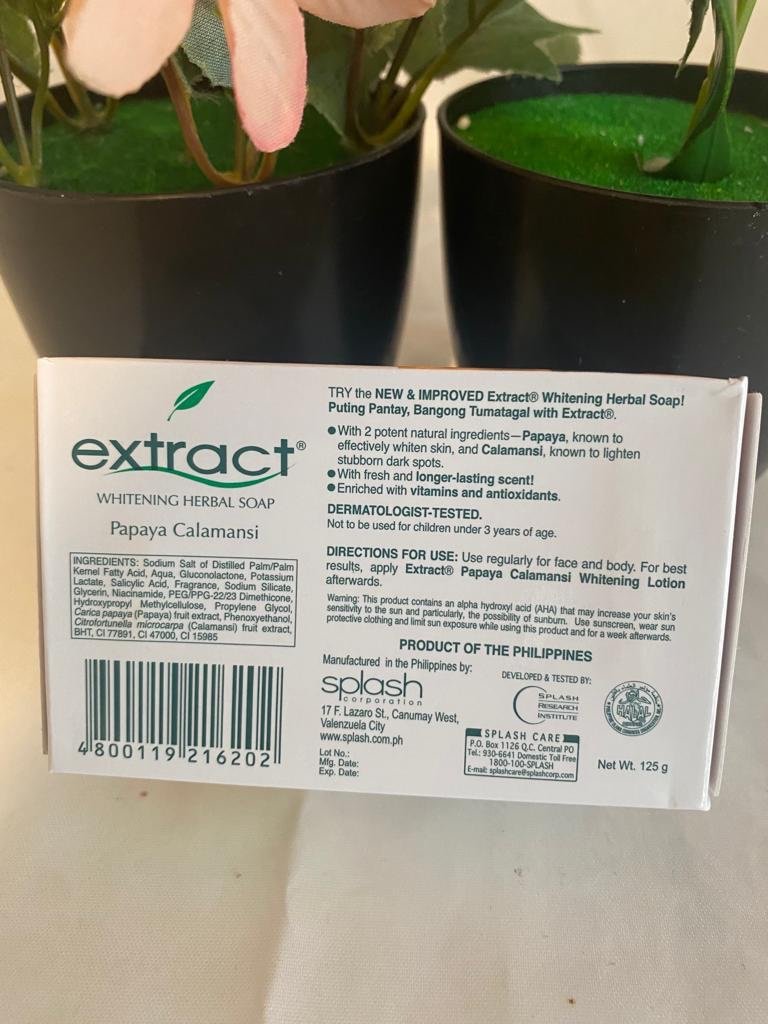 extract®
WHITENING HERBAL SOAP
Papaya Calamansi
INGREDIENTS: Sodium Salt of Distilled Palm/Palm
Kernel Fatty Acid, Aqua, Gluconolactone, Potassium
Lactate, Salicylic Acid, Fragrance, Sodium Silicate,
Glycerin, Niacinamide, PEG/PPG-22/23 Dimethicone,
Hydroxypropyl Methylcellulose, Propylene Glycol,
Carica papaya (Papaya) fruit extract, Phenoxyethanol,
Citrofortunella microcarpa (Calamansi) fruit extract,
BHT, CI 77891, CI 47000, CI 15985
4 800119 216202
TRY the NEW & IMPROVED Extract® Whitening Herbal Soap!
Puting Pantay, Bangong Tumatagal with Extract®.
● With 2 potent natural ingredients—Papaya, known to
effectively whiten skin, and Calamansi, known to lighten
stubborn dark spots.
● With fresh and longer-lasting scent!
● Enriched with vitamins and antioxidants.
DERMATOLOGIST-TESTED.
Not to be used for children under 3 years of age.
DIRECTIONS FOR USE: Use regularly for face and body. For best
results, apply Extract® Papaya Calamansi Whitening Lotion
afterwards.
Warning: This product contains an alpha hydroxyl acid (AHA) that may increase your skin's
sensitivity to the sun and particularly, the possibility of sunburn. Use sunscreen, wear sun
protective clothing and limit sun exposure while using this product and for a week afterwards.
PRODUCT OF THE PHILIPPINES
Manufactured in the Philippines by:
splash
corporation
17 F. Lazaro St., Canumay West,
Valenzuela City
www.splash.com.ph
Lot No.:
Mfg. Date:
Exp. Date:
DEVELOPED & TESTED BY:
SPLASH
RESEARCH
INSTITUTE
SPLASH CARE
P.O. Box 1126 Q.C. Central PO
Tel.: 930-6641 Domestic Toll Free
1800-100-SPLASH
E-mail: splashcare@splashcorp.com
HALAL
Net Wt. 125 g